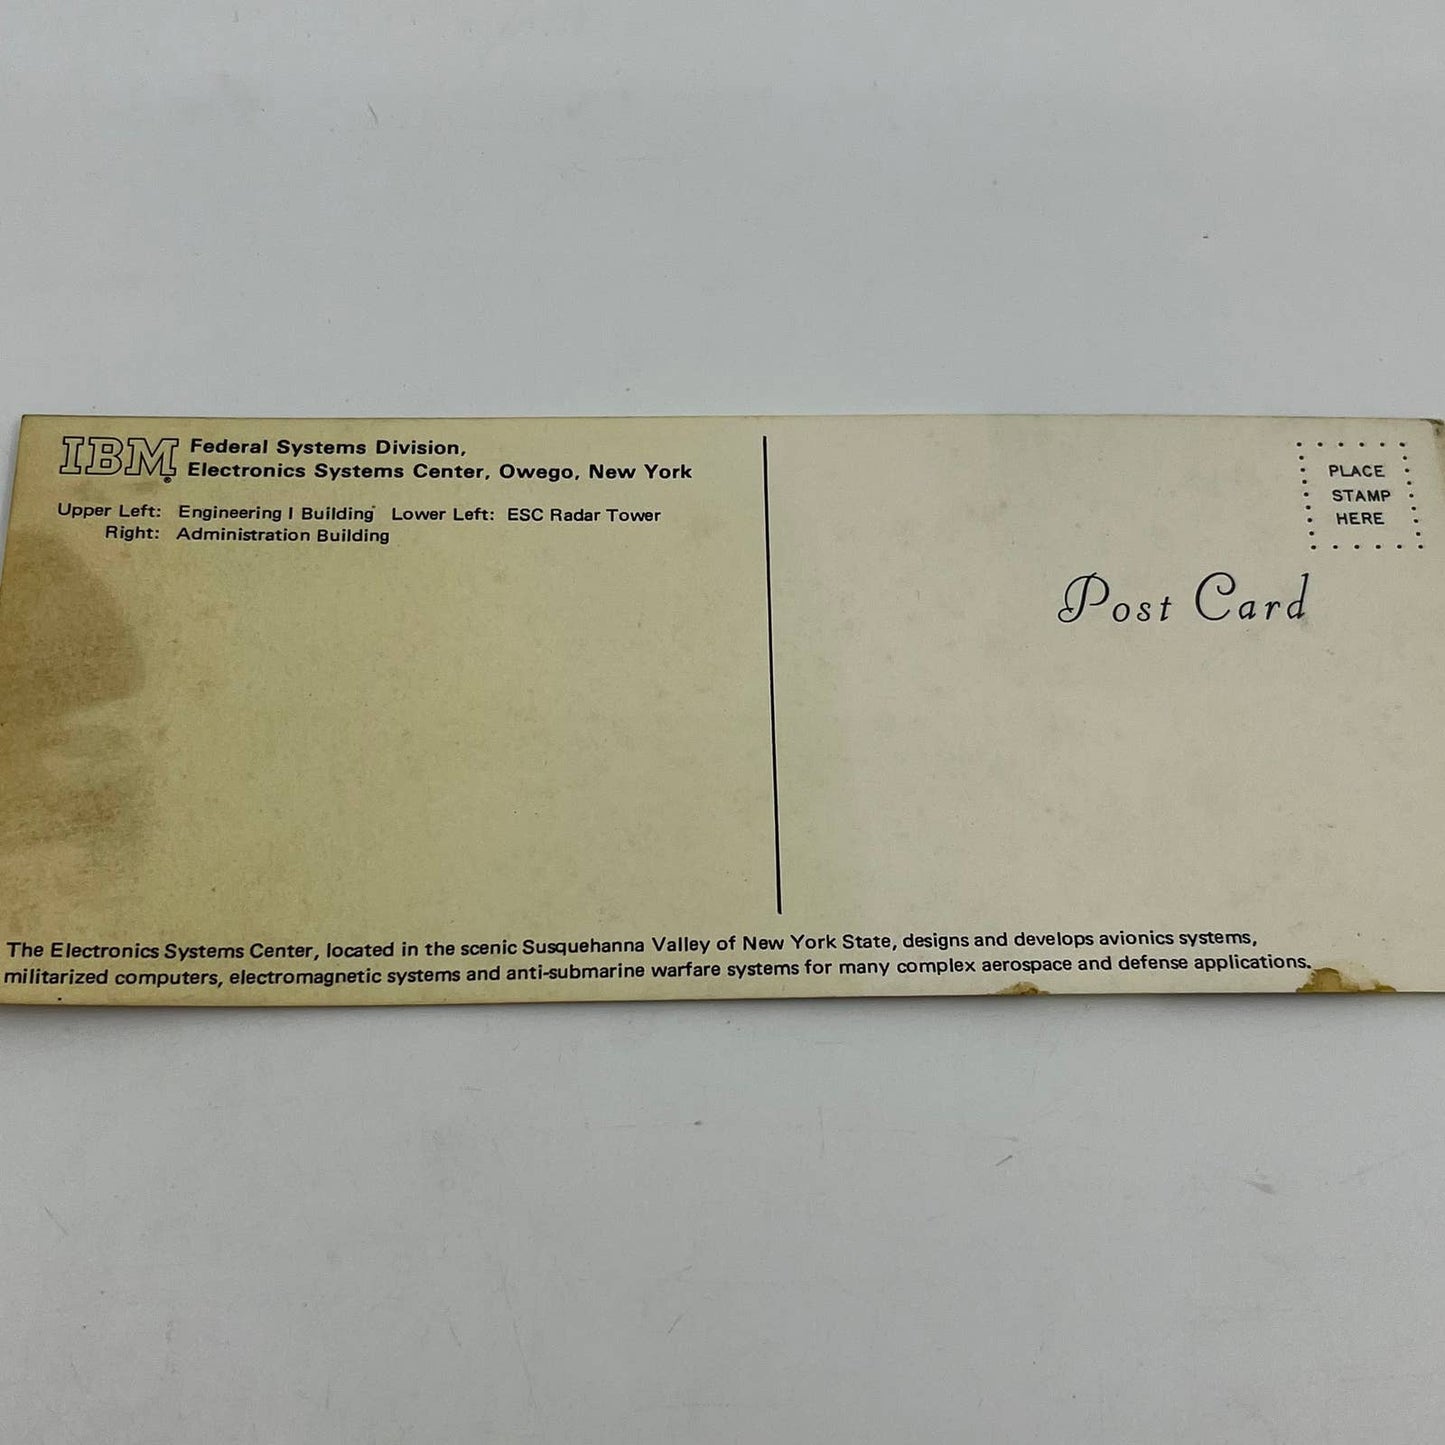 IBM® Federal Systems Division,
Electronics Systems Center, Owego, New York
Upper Left: Engineering I Building Lower Left: ESC Radar Tower
Right: Administration Building
PLACE
STAMP
HERE
Post Card
The Electronics Systems Center, located in the scenic Susquehanna Valley of New York State, designs and develops avionics systems,
militarized computers, electromagnetic systems and anti-submarine warfare systems for many complex aerospace and defense applications.